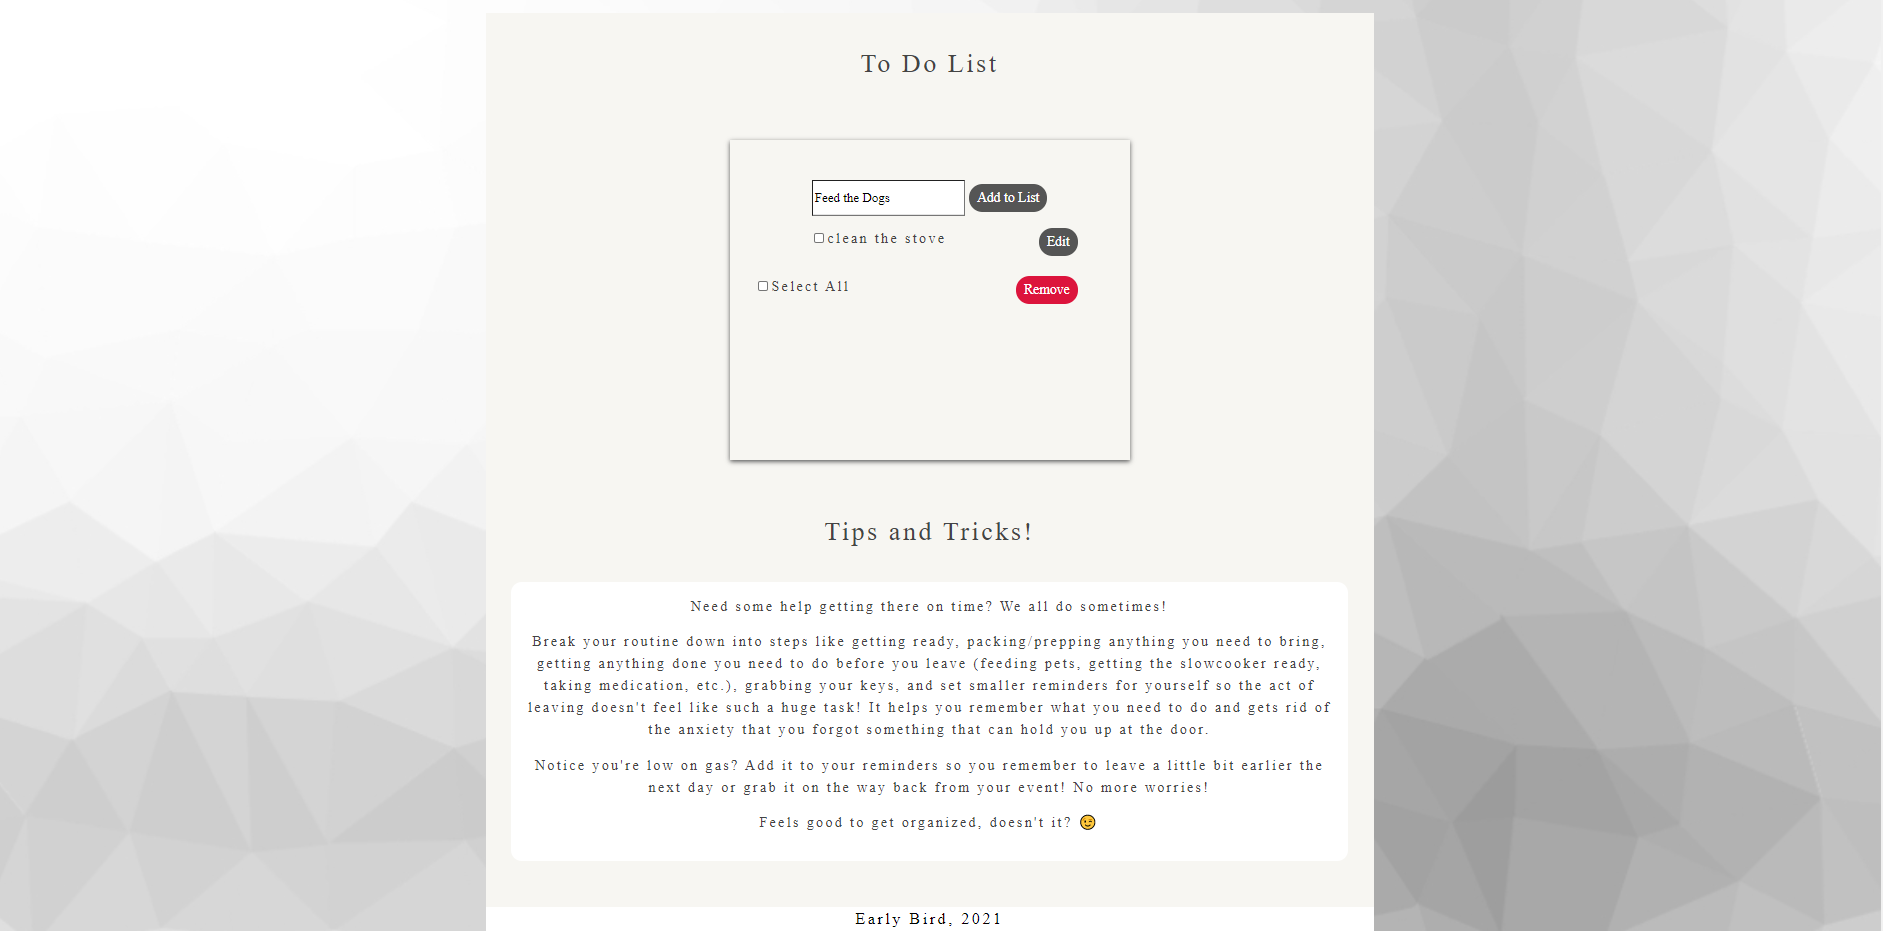 To Do List
Feed the Dogs Add to List
clean the stove Edit
Select All Remove
Tips and Tricks!
Need some help getting there on time? We all do sometimes!
Break your routine down into steps like getting ready, packing/prepping anything you need to bring,
getting anything done you need to do before you leave (feeding pets, getting the slowcooker ready,
taking medication, etc.), grabbing your keys, and set smaller reminders for yourself so the act of
leaving doesn't feel like such a huge task! It helps you remember what you need to do and gets rid of
the anxiety that you forgot something that can hold you up at the door.
Notice you're low on gas? Add it to your reminders so you remember to leave a little bit earlier the
next day or grab it on the way back from your event! No more worries!
Feels good to get organized, doesn't it? 😉
Early Bird, 2021